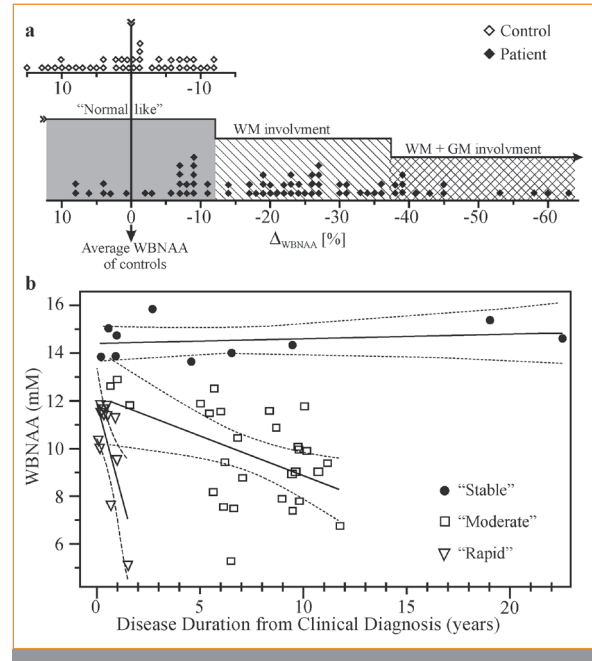 a
Control
Patient
10 0 -10
"Normal like"
WM involvment
WM + GM involvment
10 0 -10 -20 -30 -40 -50 -60
Average WBNAA
of controls
Δ WBNAA [%]
b
16
14
12
10
8
6
WBNAA (mM)
"Stable"
"Moderate"
"Rapid"
0 5 10 15 20
Disease Duration from Clinical Diagnosis (years)